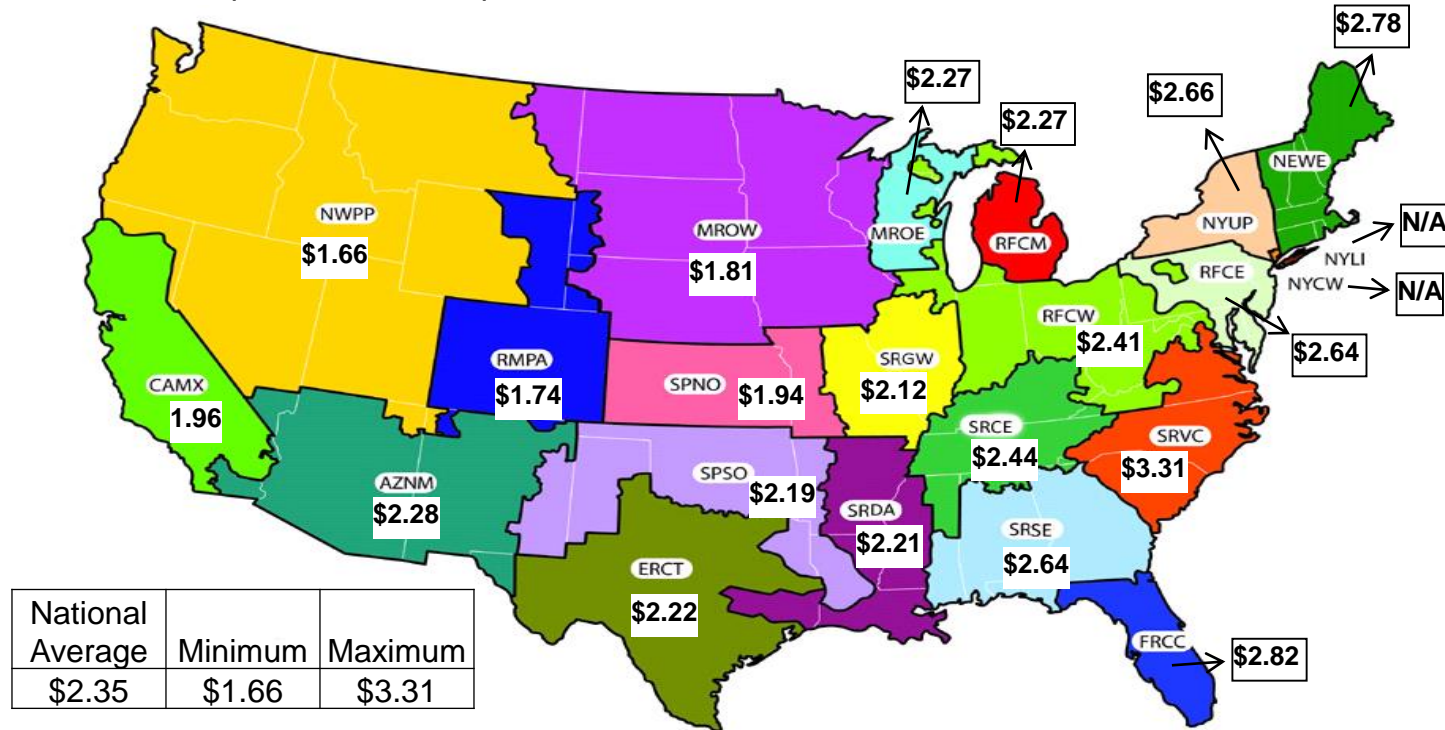 $2.78
$2.27
$2.66
$2.27
NEWE
NWPP
$1.66
MROW
$1.81
MROE
RFCM
NYUP
N/A
NYLI
RFCE
NYCW
N/A
RFCW
$2.41
$2.64
RMPA
$1.74
SPNO
$1.94
SRGW
$2.12
CAMX
1.96
SRCE
$2.44
SRVC
$3.31
AZNM
$2.28
SPSO
$2.19
SRDA
$2.21
SRSE
$2.64
ERCT
$2.22
FRCC
$2.82
National
Average Minimum Maximum
$2.35 $1.66 $3.31